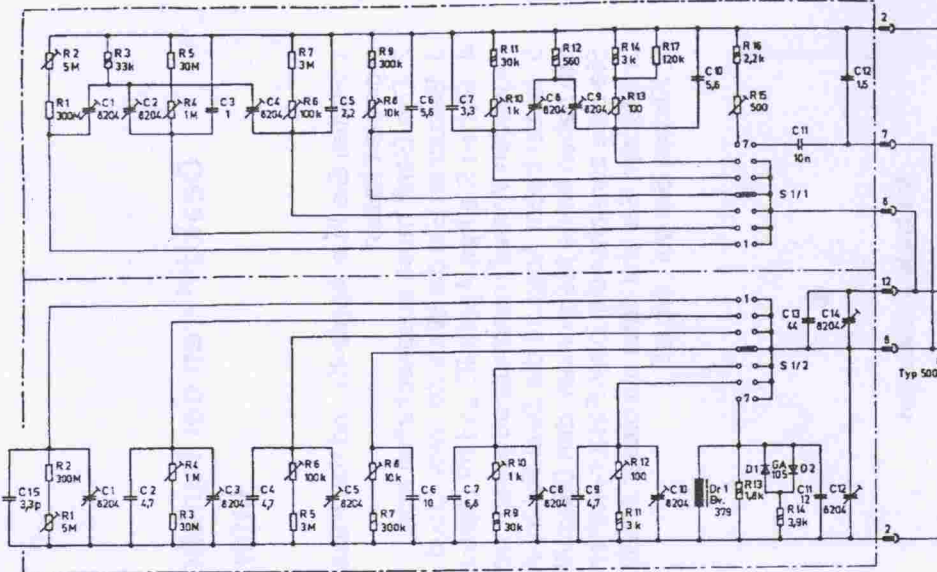 2
R2 5M
R3 33k
R5 30M
R7 3M
R9 300k
R11 30k
R12 560
R14 3k
R17 120k
C10 5,6
R16 2,2k
C12 1,5
R1 300M
C1 8204
C2 8204
R4 1M
C3 1
C4 8204
R6 100k
C5 2,2
R8 10k
C6 5,6
C7 3,3
R10 1k
C8 8204
C9 8204
R13 100
R15 500
7
C11 10n
7
S 1/1
1
12
1
C13 44
C14 8204
S 1/2
7
Typ 500
C15 3,3p
R2 300M
R1 5M
C1 8204
C2 4,7
R4 1M
R3 30M
C3 8204
C4 4,7
R6 100k
R5 3M
C5 8204
R8 10k
R7 300k
C6 10
C7 6,8
R10 1k
R9 30k
C8 8204
C9 4,7
R12 100
R11 3k
C10 8204
Dr1 Bv. 379
D1
GA 105
D2
R13 1,8k
R14 3,9k
C11 12
C12 8204
2